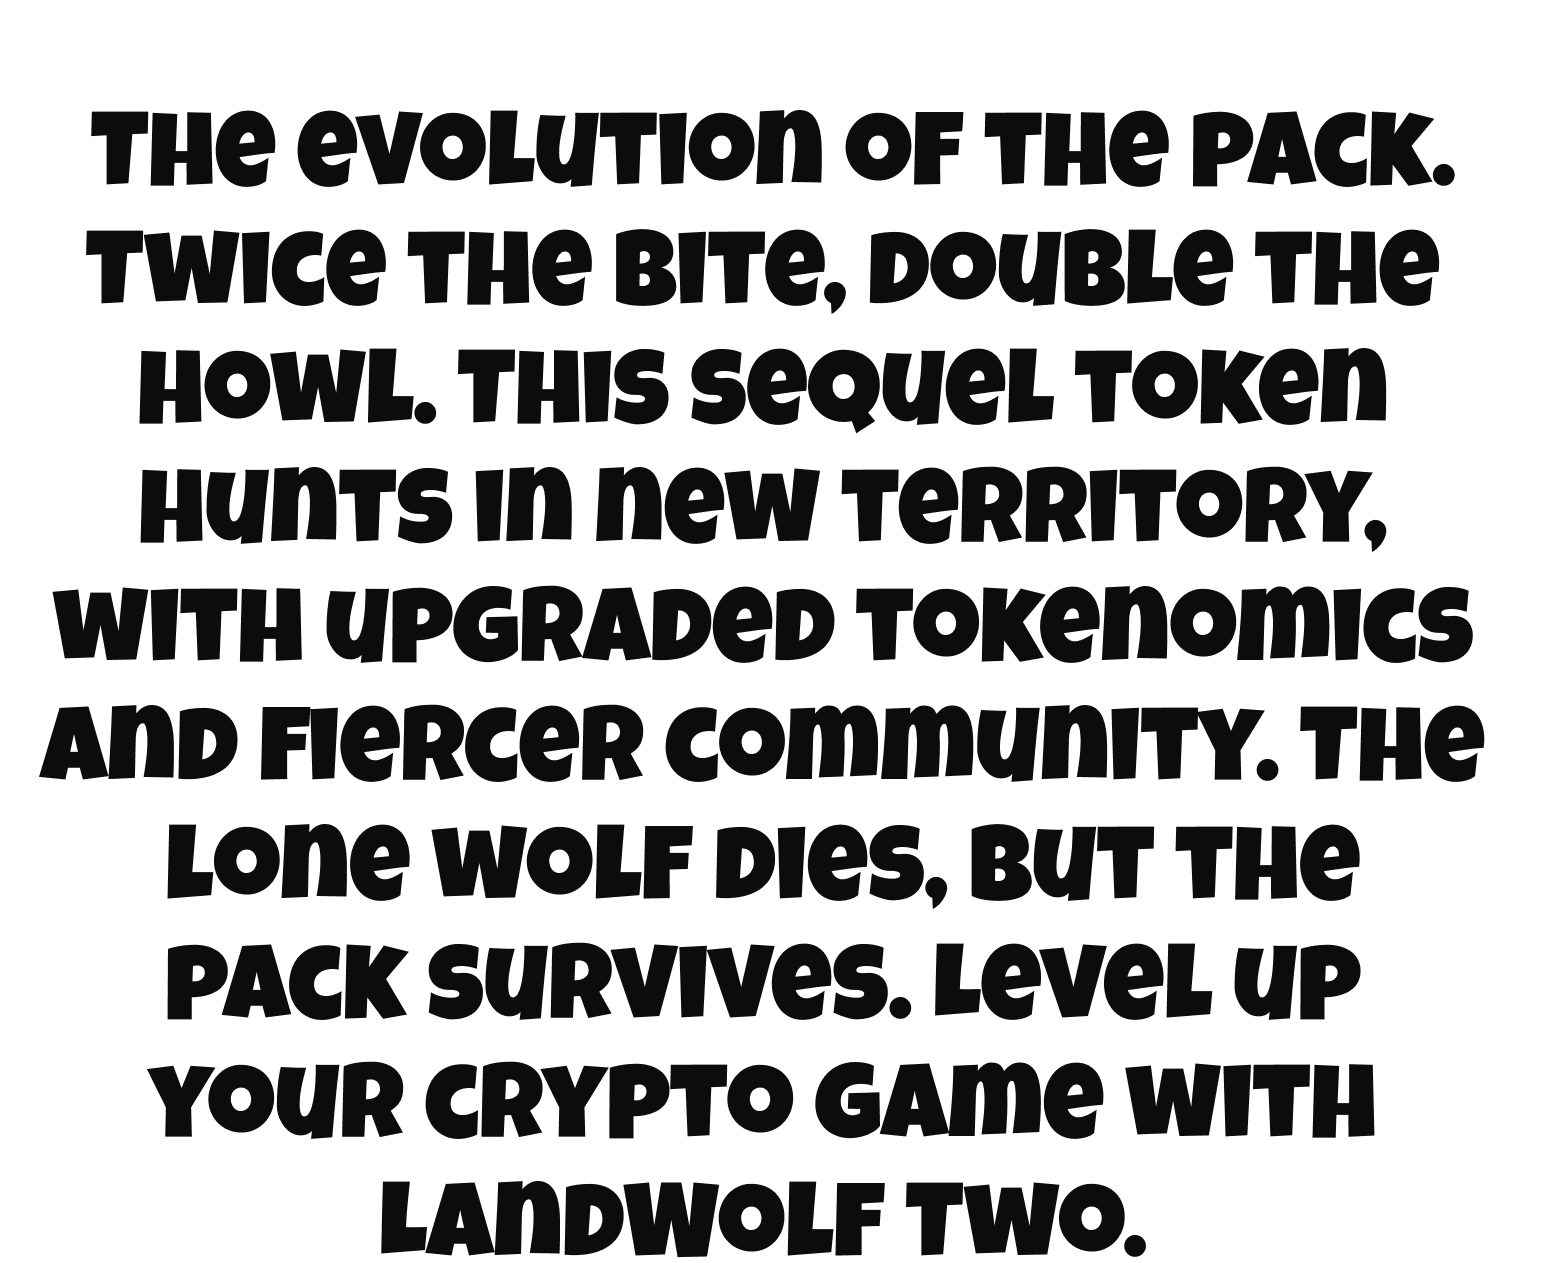 THE EVOLUTION OF THE PACK.
TWICE THE BITE, DOUBLE THE
HOWL. THIS SEQUEL TOKEN
HUNTS IN NEW TERRITORY,
WITH UPGRADED TOKENOMICS
AND FIERCER COMMUNITY. THE
LONE WOLF DIES, BUT THE
PACK SURVIVES. LEVEL UP
YOUR CRYPTO GAME WITH
LANDWOLF TWO.